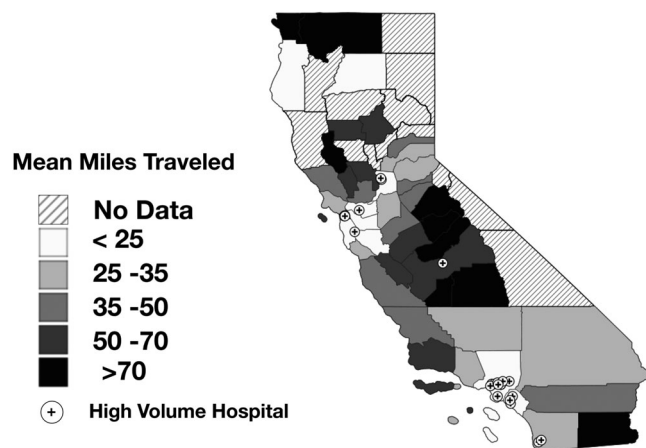 Mean Miles Traveled
No Data
< 25
25 -35
35 -50
50 -70
>70
High Volume Hospital